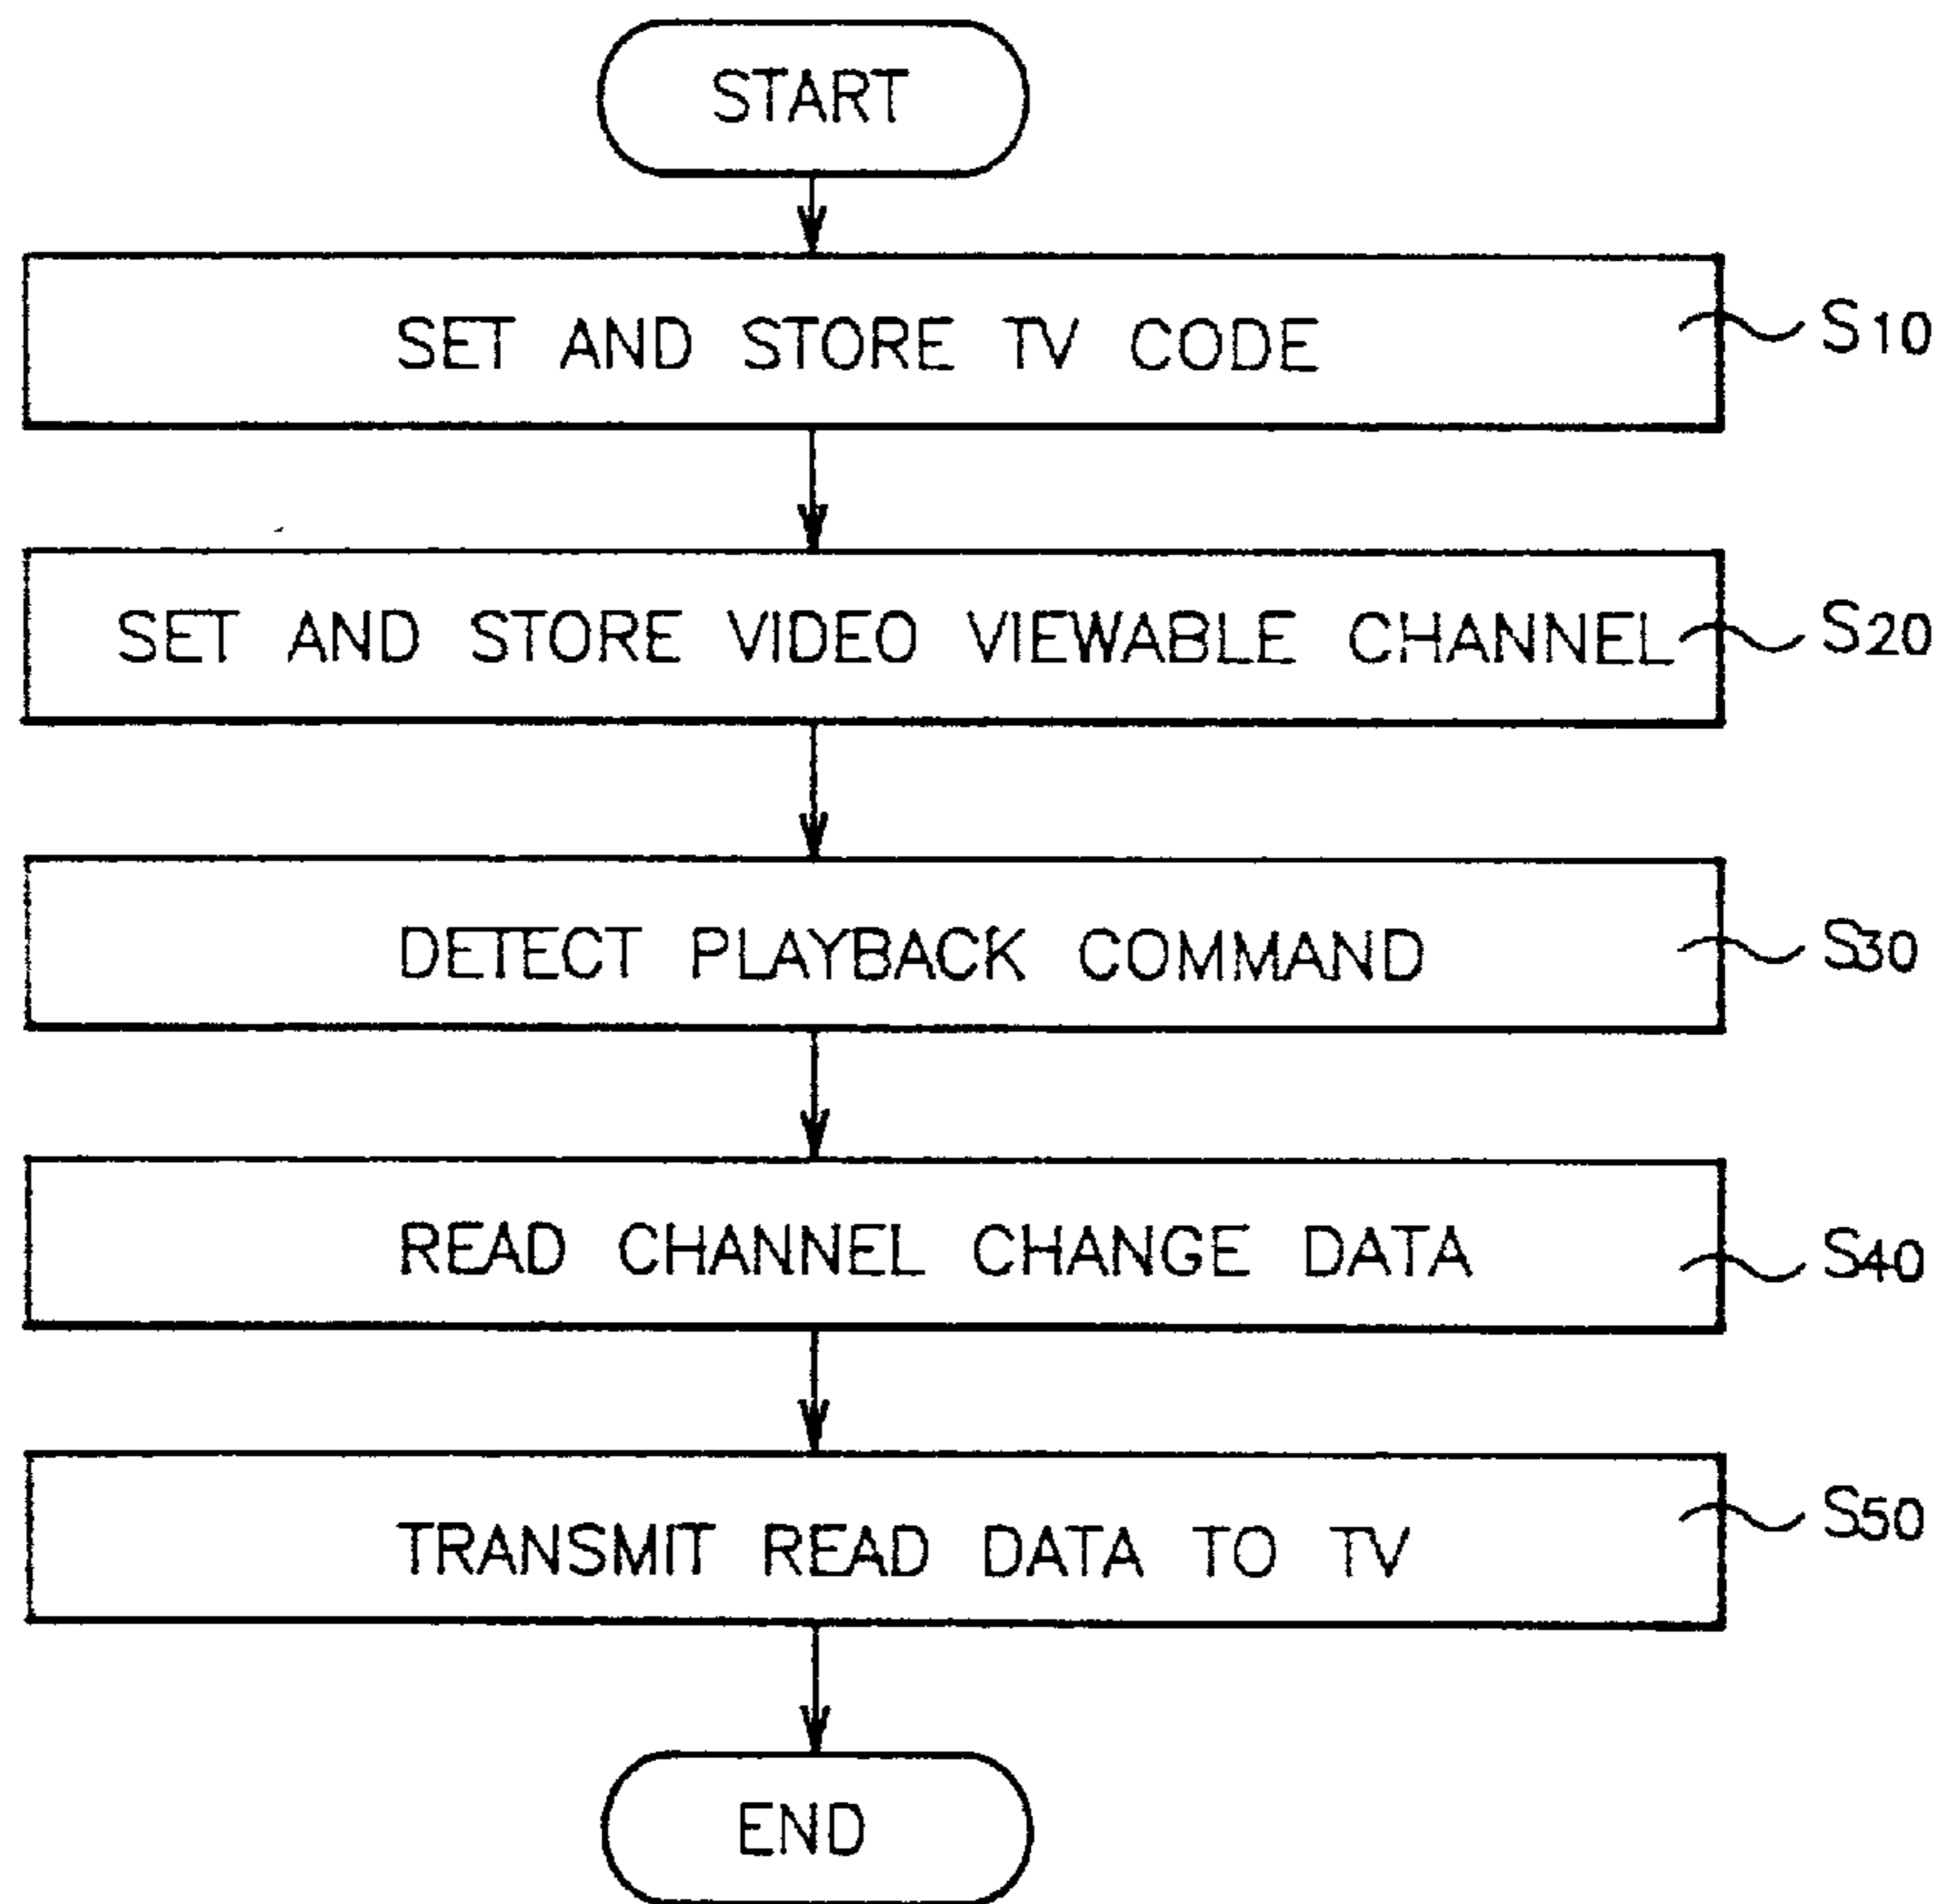 START
SET AND STORE TV CODE
S10
SET AND STORE VIDEO VIEWABLE CHANNEL
S20
DETECT PLAYBACK COMMAND
S30
READ CHANNEL CHANGE DATA
S40
TRANSMIT READ DATA TO TV
S50
END